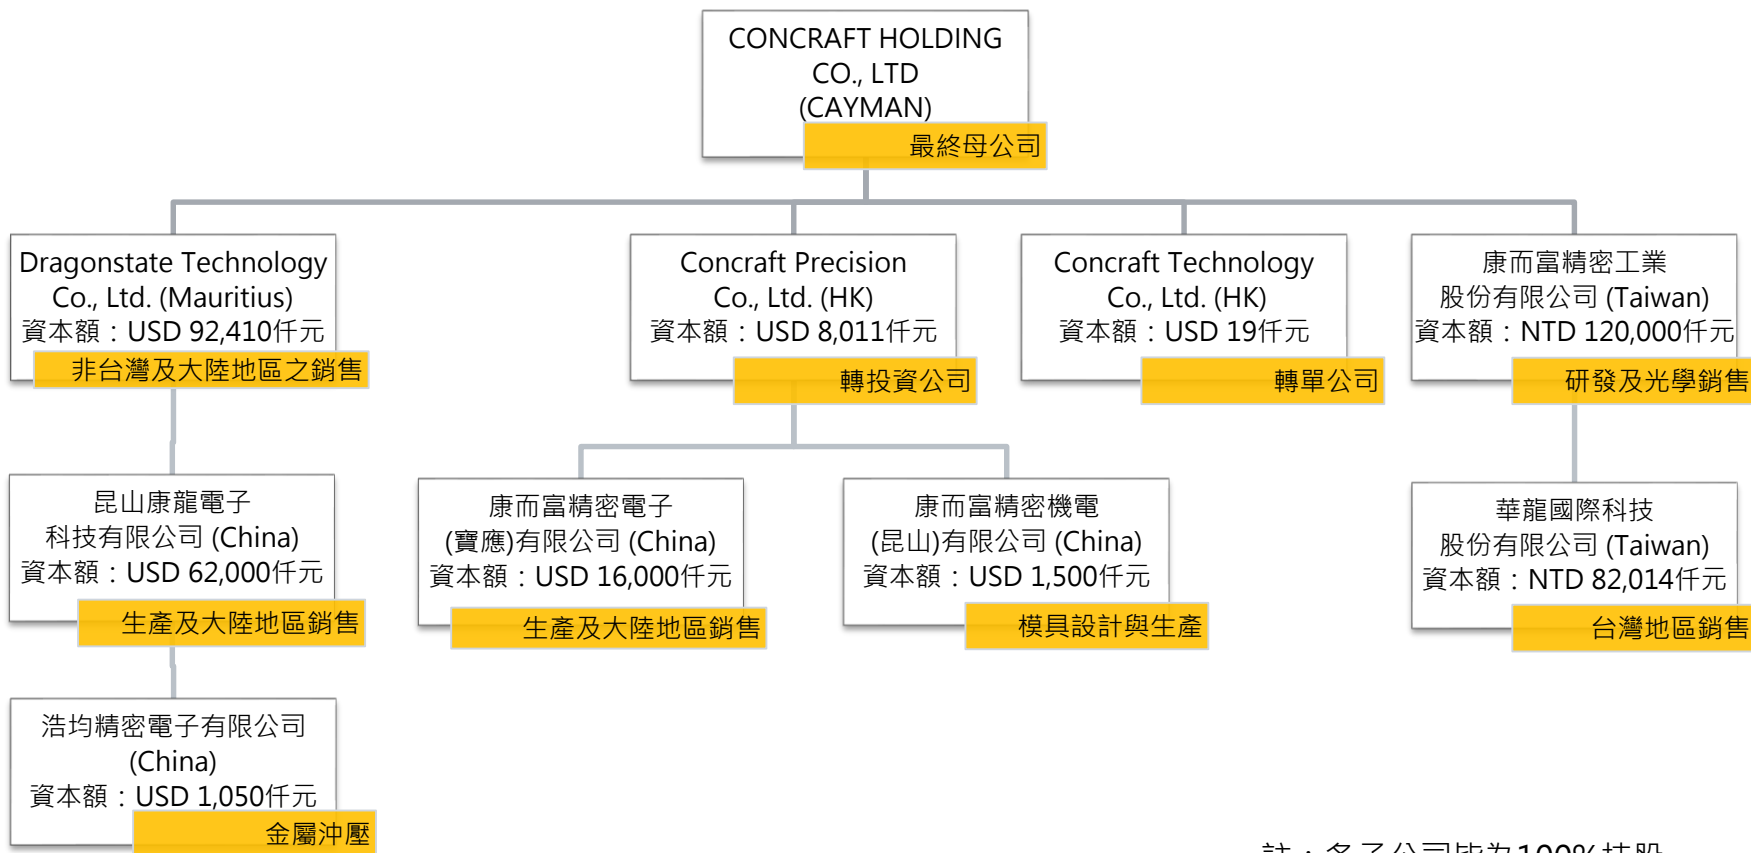 CONCRAFT HOLDING
CO., LTD
(CAYMAN)
最終母公司
Dragonstate Technology
Co., Ltd. (Mauritius)
資本額：USD 92,410仟元
非台灣及大陸地區之銷售
Concraft Precision
Co., Ltd. (HK)
資本額：USD 8,011仟元
轉投資公司
Concraft Technology
Co., Ltd. (HK)
資本額：USD 19仟元
轉單公司
康而富精密工業
股份有限公司 (Taiwan)
資本額：NTD 120,000仟元
研發及光學銷售
昆山康龍電子
科技有限公司 (China)
資本額：USD 62,000仟元
生產及大陸地區銷售
康而富精密電子
(寶應)有限公司 (China)
資本額：USD 16,000仟元
生產及大陸地區銷售
康而富精密機電
(昆山)有限公司 (China)
資本額：USD 1,500仟元
模具設計與生產
華龍國際科技
股份有限公司 (Taiwan)
資本額：NTD 82,014仟元
台灣地區銷售
浩均精密電子有限公司
(China)
資本額：USD 1,050仟元
金屬沖壓
註：各子公司皆為100%持股